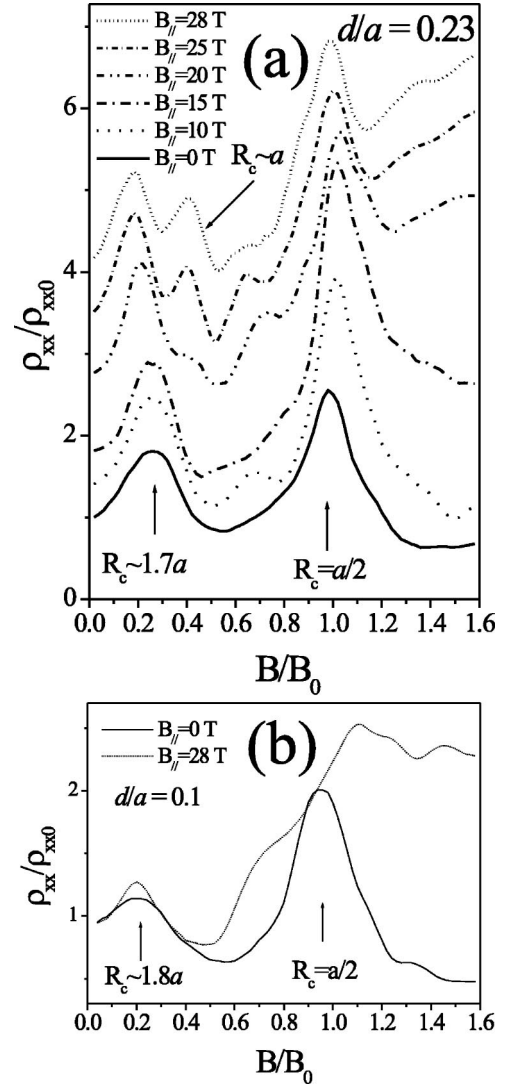 B//=28 T
B//=25 T
B//=20 T
B//=15 T
B//=10 T
B//=0 T
(a)
d/a = 0.23
Rc~a
6
4
2
0
ρxx/ρxx0
Rc~1.7a
Rc=a/2
0.0 0.2 0.4 0.6 0.8 1.0 1.2 1.4 1.6
B/B0
B//=0 T
B//=28 T
(b)
d/a = 0.1
2
1
ρxx/ρxx0
Rc~1.8a
Rc=a/2
0.0 0.2 0.4 0.6 0.8 1.0 1.2 1.4 1.6
B/B0